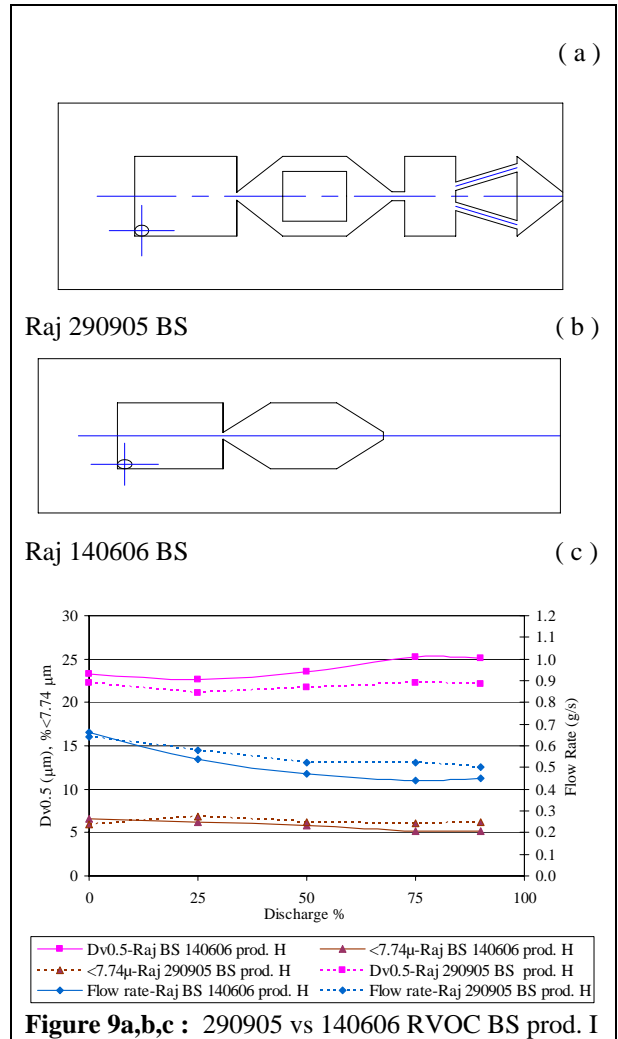 ( a )
Raj 290905 BS ( b )
Raj 140606 BS ( c )
30
25
20
15
10
5
0
Dv0.5 (µm), %<7.74 µm
1.2
1.1
1.0
0.9
0.8
0.7
0.6
0.5
0.4
0.3
0.2
0.1
0.0
Flow Rate (g/s)
0 25 50 75 100
Discharge %
Dv0.5-Raj BS 140606 prod. H <7.74µ-Raj BS 140606 prod. H
<7.74µ-Raj 290905 BS prod. H Dv0.5-Raj 290905 BS prod. H
Flow rate-Raj BS 140606 prod. H Flow rate-Raj 290905 BS prod. H
Figure 9a,b,c : 290905 vs 140606 RVOC BS prod. I